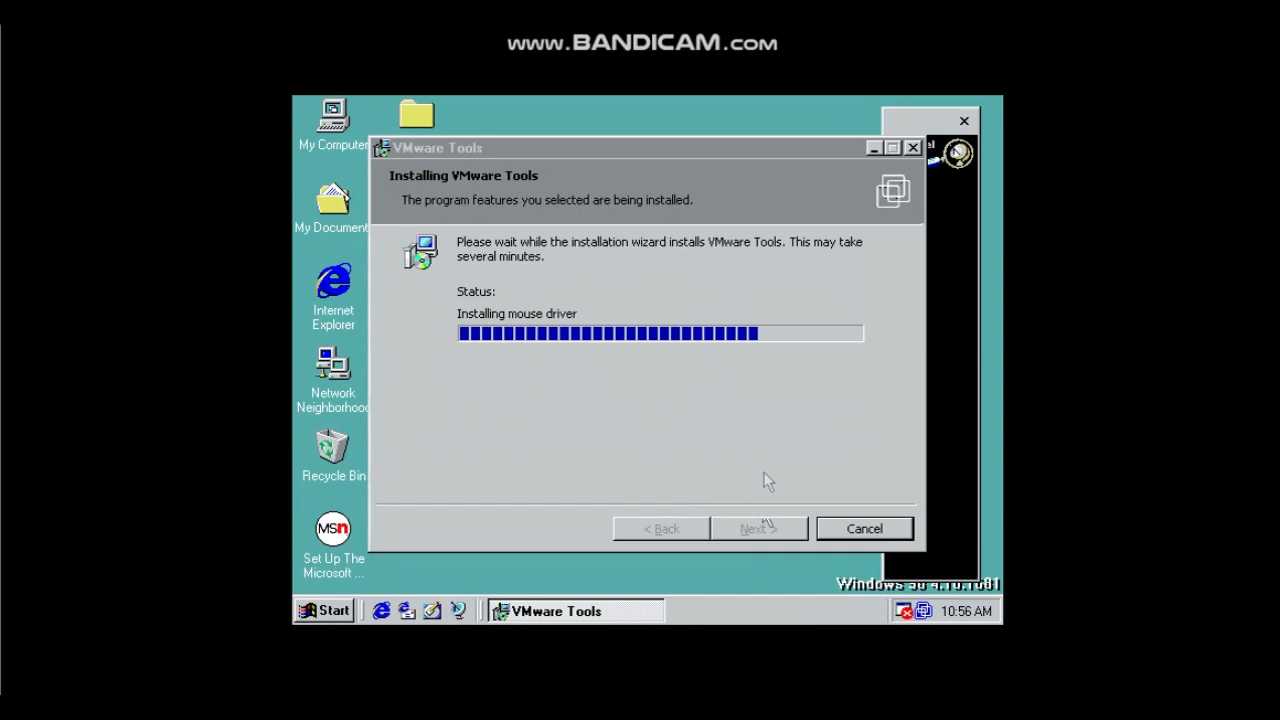 www.BANDICAM.com
My Computer
VMware Tools
Installing VMware Tools
The program features you selected are being installed.
My Document
Please wait while the installation wizard installs VMware Tools. This may take
several minutes.
Status:
Installing mouse driver
Internet
Explorer
Network
Neighborhood
Recycle Bin
MSn
Set Up The
Microsoft ...
< Back
Next >
Cancel
Start
VMware Tools
10:56 AM